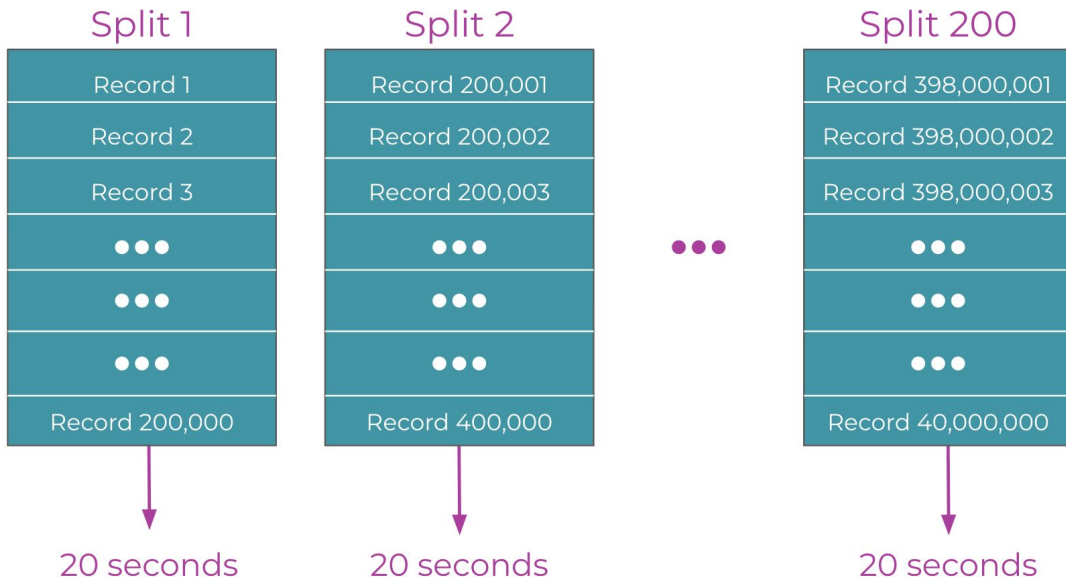 Split 1
Record 1
Record 2
Record 3
Record 200,000
20 seconds
Split 2
Record 200,001
Record 200,002
Record 200,003
Record 400,000
20 seconds
Split 200
Record 398,000,001
Record 398,000,002
Record 398,000,003
Record 40,000,000
20 seconds